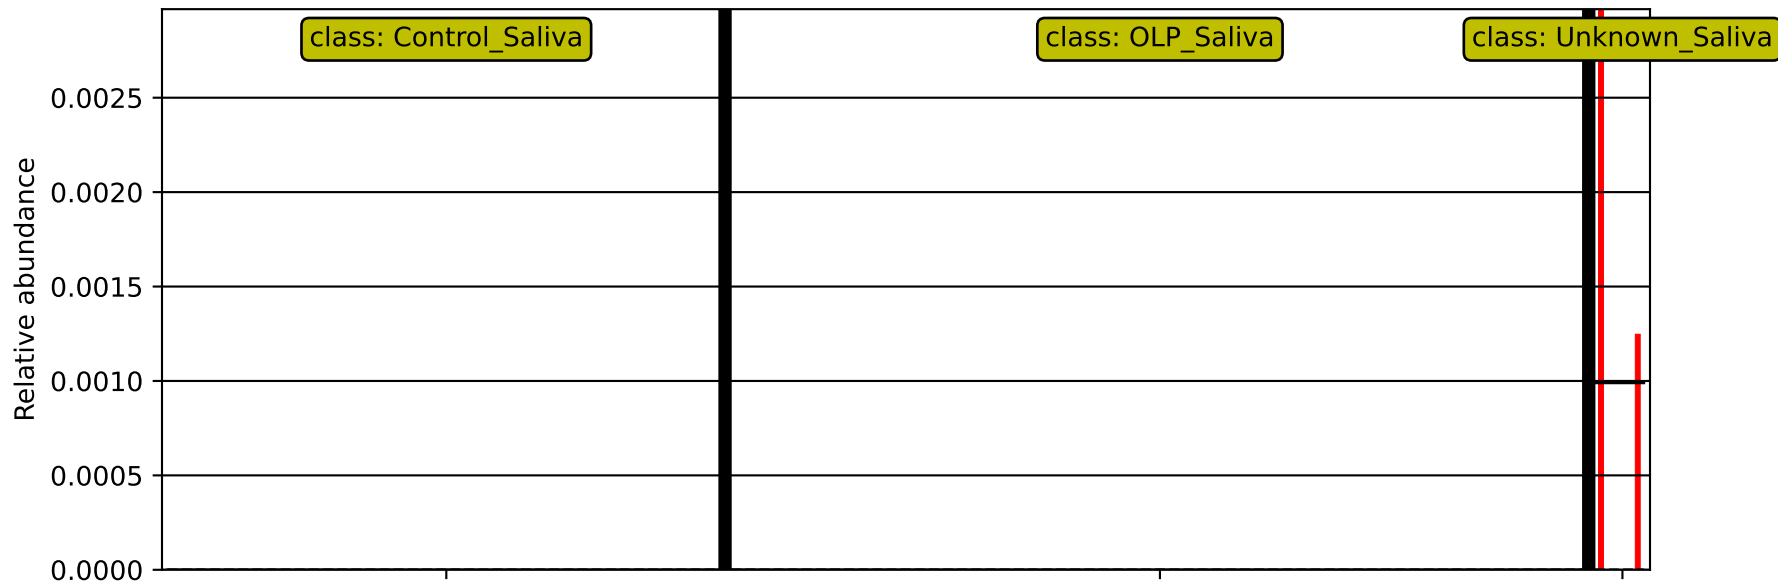 class: Control_Saliva
class: OLP_Saliva
class: Unknown_Saliva
Relative abundance
0.0025
0.0020
0.0015
0.0010
0.0005
0.0000